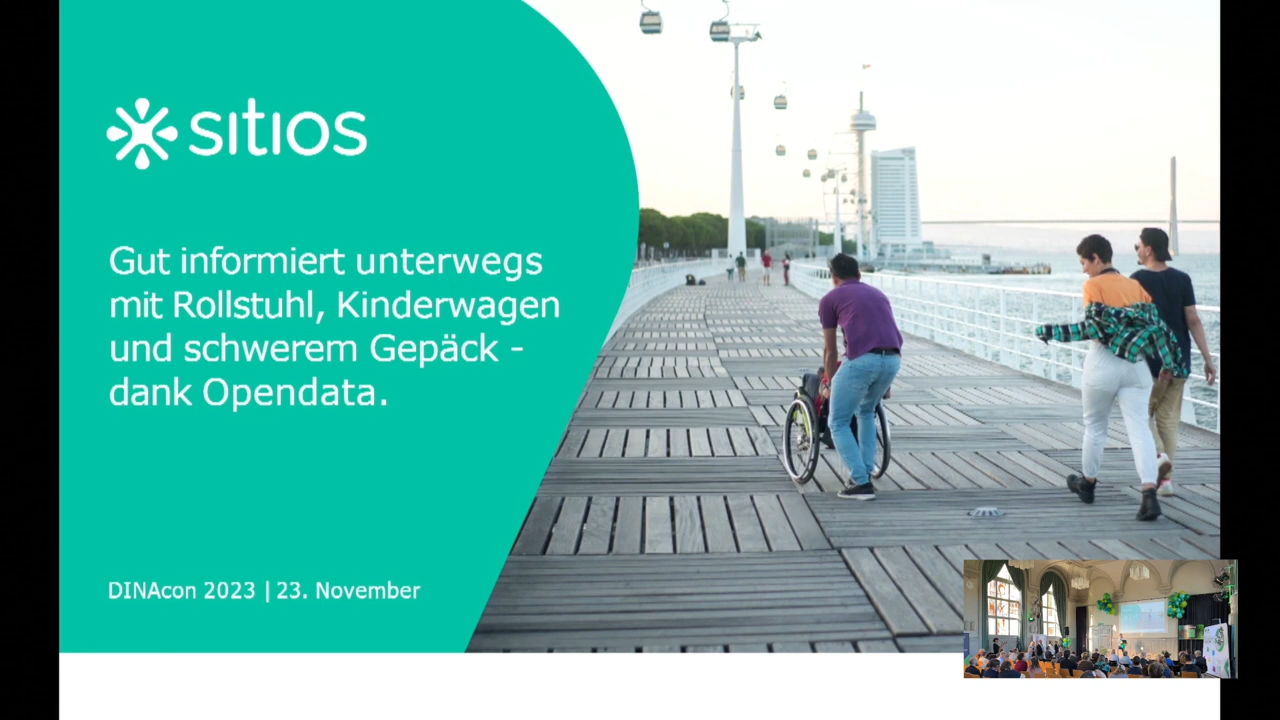 sitios
Gut informiert unterwegs
mit Rollstuhl, Kinderwagen
und schwerem Gepäck -
dank Opendata.
DINAcon 2023 | 23. November